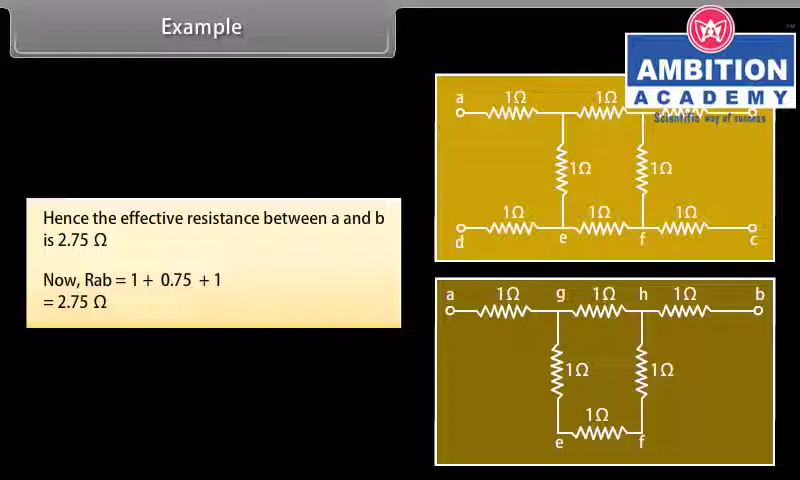 Example
AMBITION
ACADEMY
Scientific way of success
a 1Ω 1Ω
1Ω 1Ω
1Ω 1Ω 1Ω
d e f c
Hence the effective resistance between a and b
is 2.75 Ω
Now, Rab = 1 + 0.75 + 1
= 2.75 Ω
a 1Ω g 1Ω h 1Ω b
1Ω 1Ω
1Ω
e f